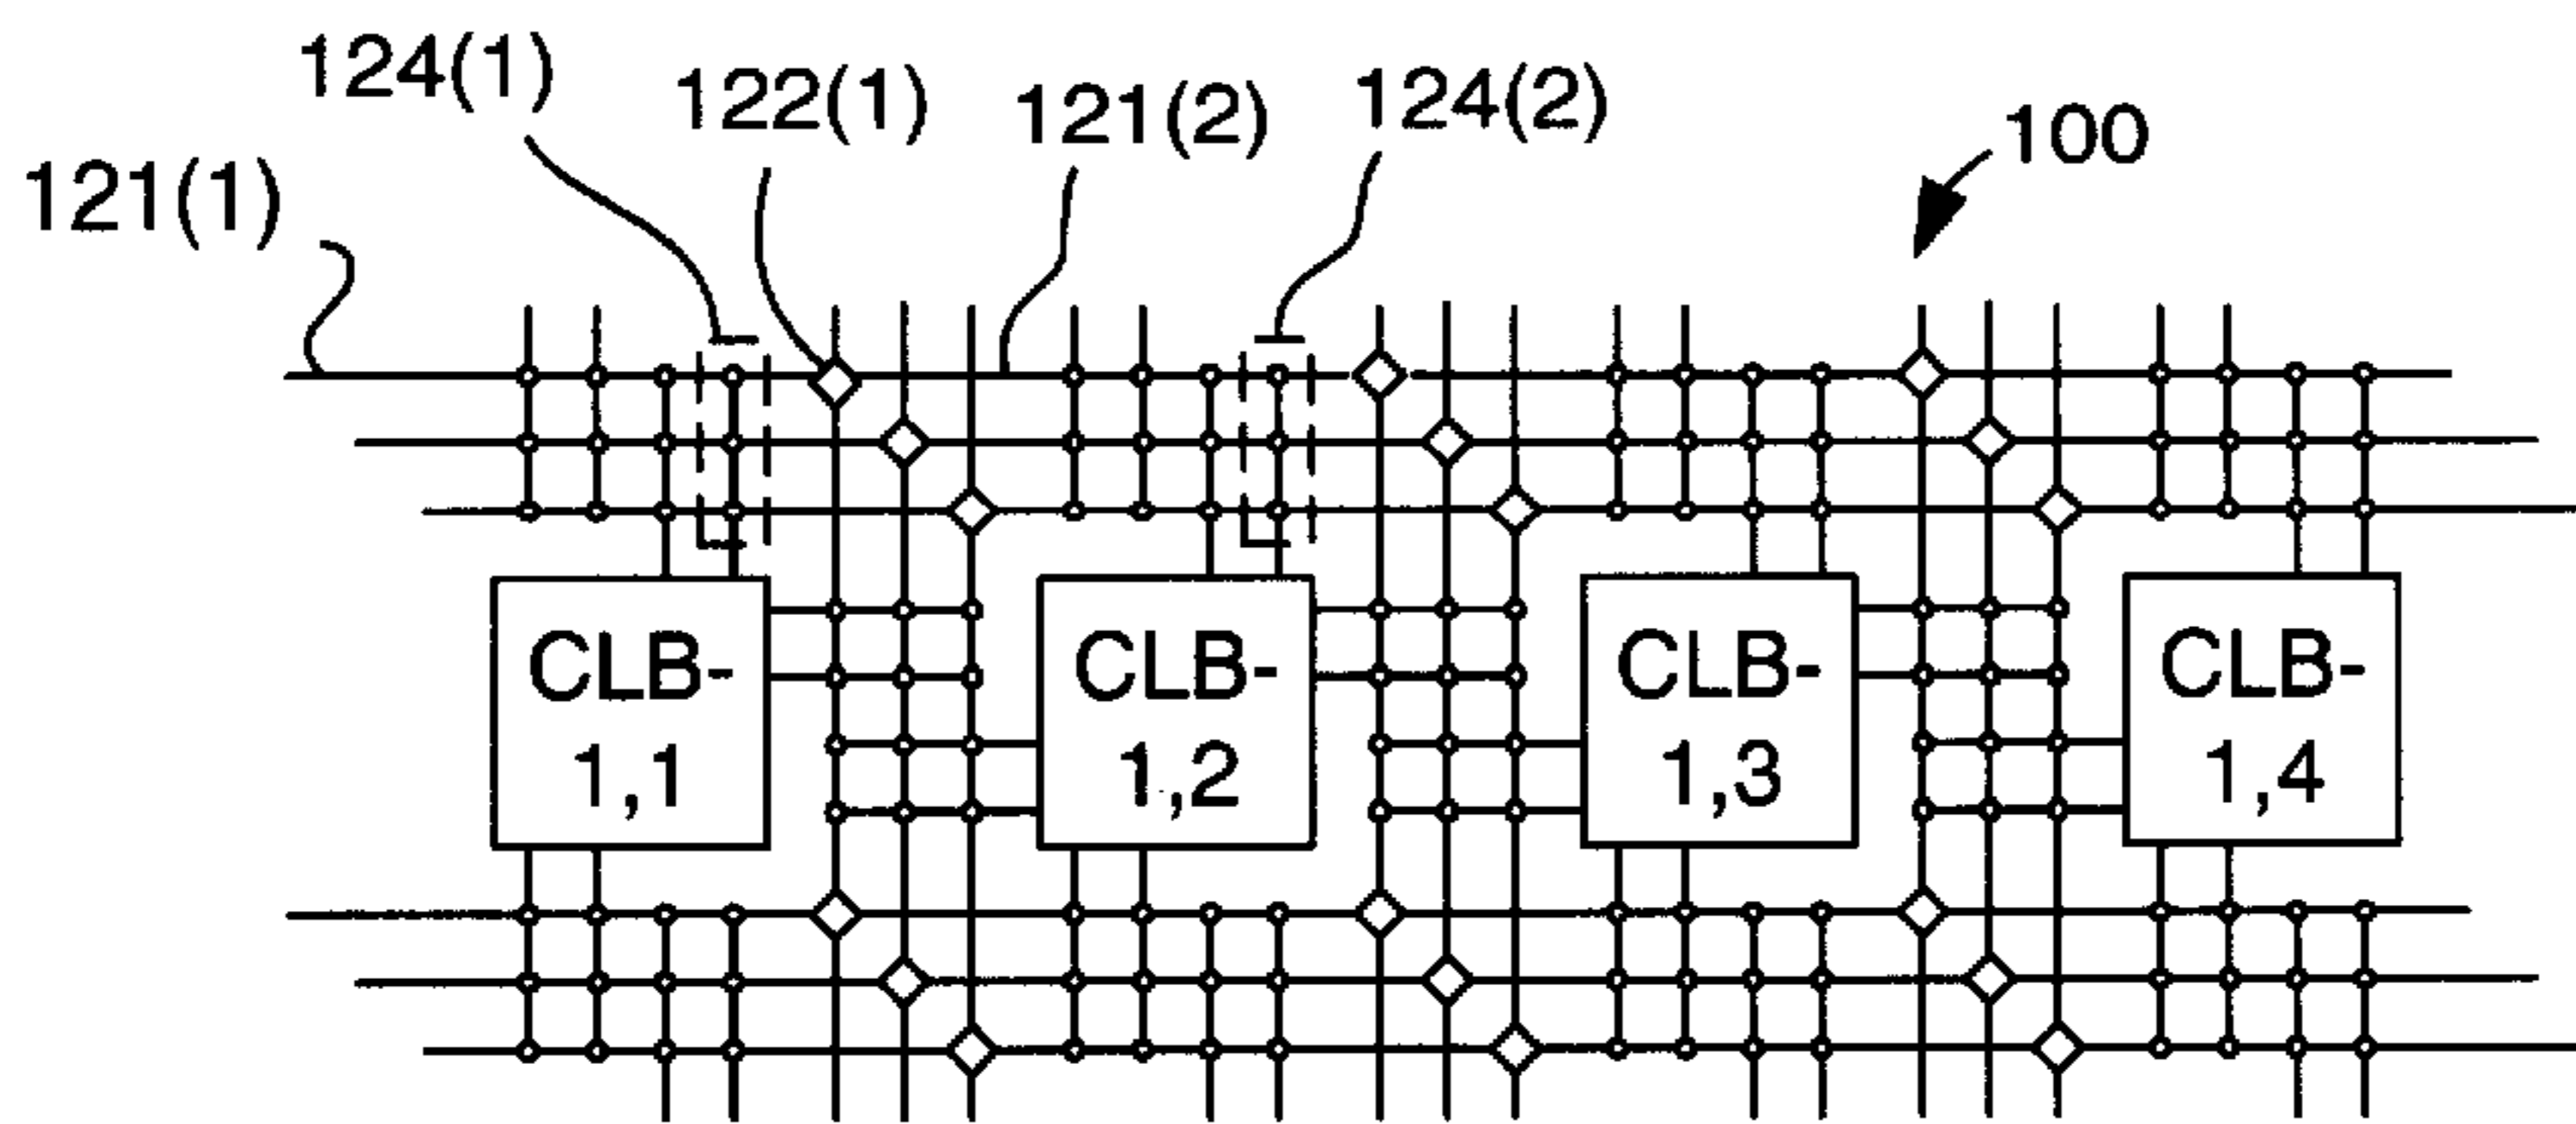 124(1)
122(1)
121(2)
124(2)
100
121(1)
CLB-
1,1
CLB-
1,2
CLB-
1,3
CLB-
1,4